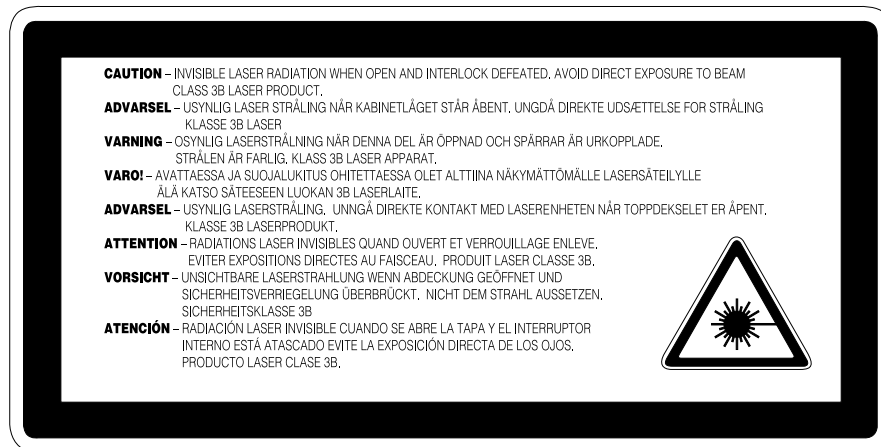 CAUTION – INVISIBLE LASER RADIATION WHEN OPEN AND INTERLOCK DEFEATED. AVOID DIRECT EXPOSURE TO BEAM
CLASS 3B LASER PRODUCT.
ADVARSEL – USYNLIG LASER STRÅLING NÅR KABINETLÅGET STÅR ÅBENT. UNGDÅ DIREKTE UDSÆTTELSE FOR STRÅLING
KLASSE 3B LASER
VARNING – OSYNLIG LASERSTRÅLNING NÄR DENNA DEL ÄR ÖPPNAD OCH SPÄRRAR ÄR URKOPPLADE.
STRÅLEN ÄR FARLIG. KLASS 3B LASER APPARAT.
VARO! – AVATTAESSA JA SUOJALUKITUS OHITETTAESSA OLET ALTTIINA NÄKYMÄTTÖMÄLLE LASERSÄTEILYLLE
ÄLÄ KATSO SÄTEESEEN LUOKAN 3B LASERLAITE.
ADVARSEL – USYNLIG LASERSTRÅLING. UNNGÅ DIREKTE KONTAKT MED LASERENHETEN NÅR TOPPDEKSELET ER ÅPENT.
KLASSE 3B LASERPRODUKT.
ATTENTION – RADIATIONS LASER INVISIBLES QUAND OUVERT ET VERROUILLAGE ENLEVE.
EVITER EXPOSITIONS DIRECTES AU FAISCEAU. PRODUIT LASER CLASSE 3B.
VORSICHT – UNSICHTBARE LASERSTRAHLUNG WENN ABDECKUNG GEÖFFNET UND
SICHERHEITSVERRIEGELUNG ÜBERBRÜCKT. NICHT DEM STRAHL AUSSETZEN.
SICHERHEITSKLASSE 3B
ATENCIÓN – RADIACIÓN LASER INVISIBLE CUANDO SE ABRE LA TAPA Y EL INTERRUPTOR
INTERNO ESTÁ ATASCADO EVITE LA EXPOSICIÓN DIRECTA DE LOS OJOS.
PRODUCTO LASER CLASE 3B.